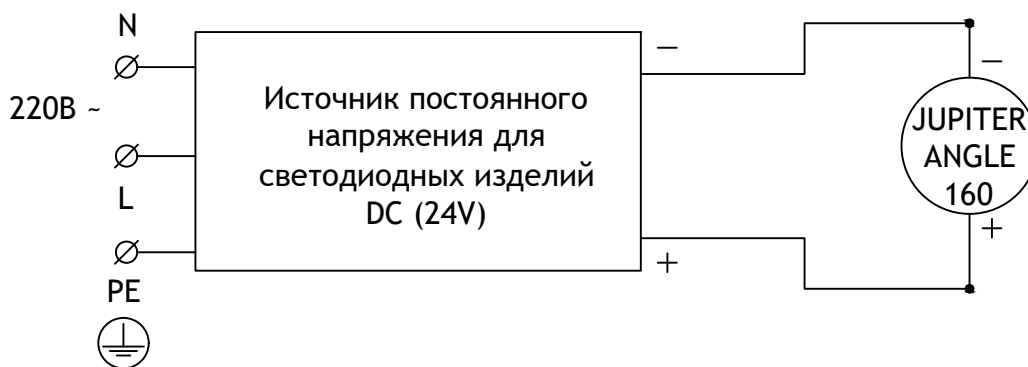 N
220В ~
L
PE
Источник постоянного
напряжения для
светодиодных изделий
DC (24V)
−
+
−
JUPITER
ANGLE
160
+